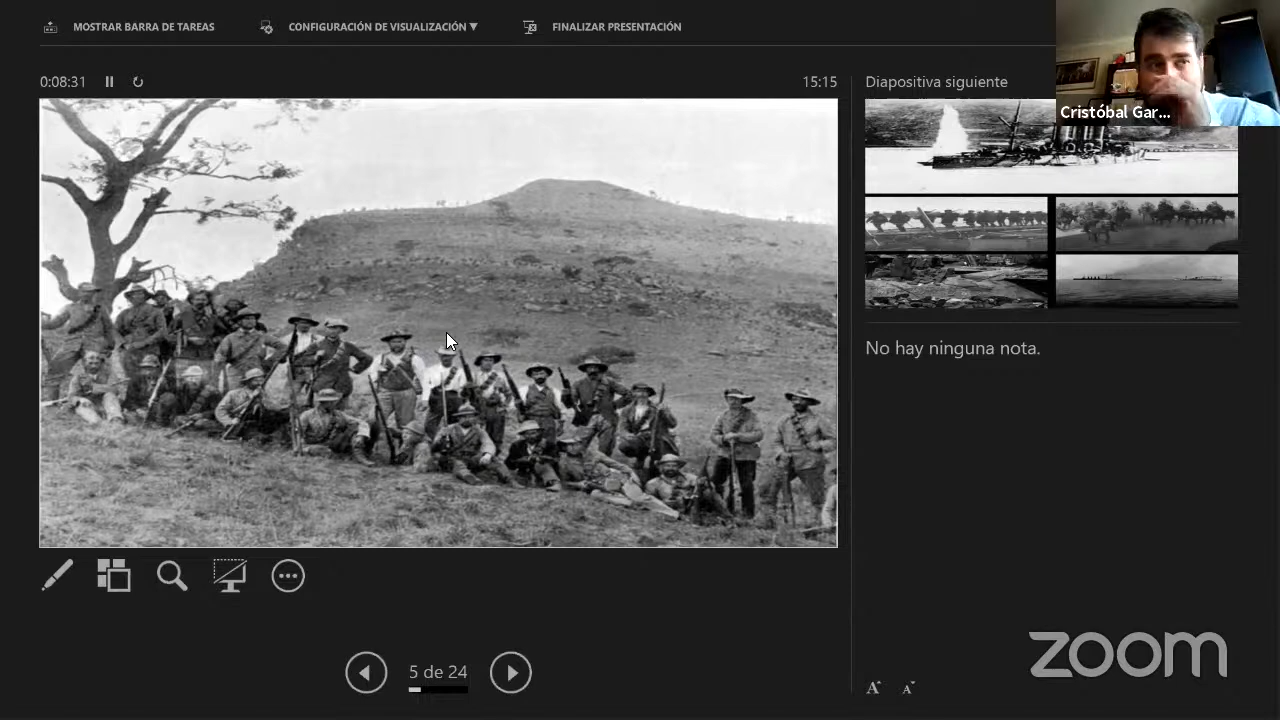 MOSTRAR BARRA DE TAREAS
CONFIGURACIÓN DE VISUALIZACIÓN ▼
FINALIZAR PRESENTACIÓN
0:08:31
15:15
Diapositiva siguiente
Cristóbal Gar...
No hay ninguna nota.
5 de 24
zoom
A A